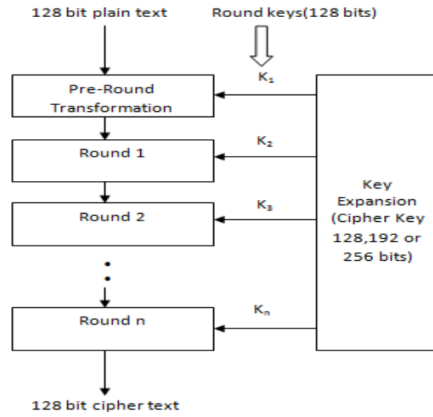 128 bit plain text
Round keys(128 bits)
Pre-Round
Transformation
K1
Round 1
K2
Round 2
K3
Key
Expansion
(Cipher Key
128,192 or
256 bits)
Round n
Kn
128 bit cipher text